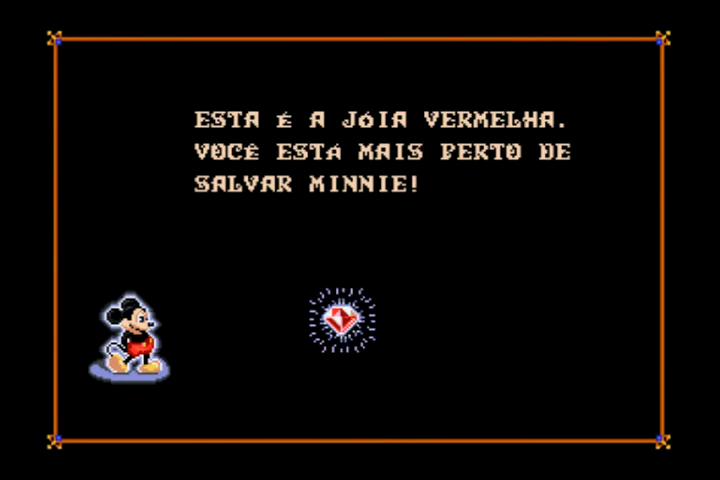 ESTA É A JÓIA VERMELHA.
VOCÊ ESTÁ MAIS PERTO DE
SALVAR MINNIE!